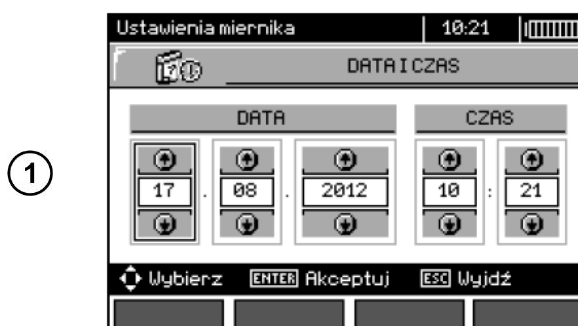 Ustawienia miernika 10:21
DATA I CZAS
DATA CZAS
1
17 . 08 . 2012 10 : 21
Wybierz ENTER Akceptuj ESC Wyjdź